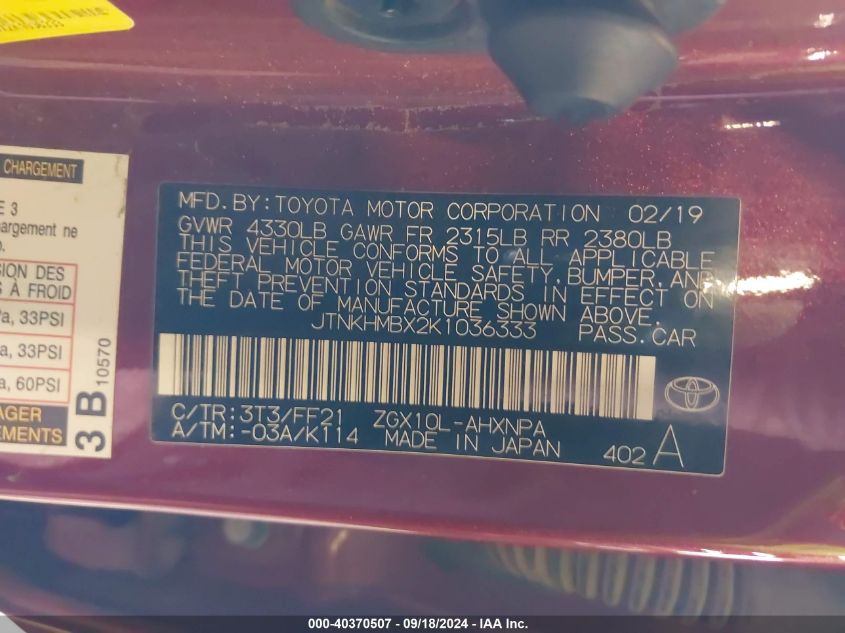 CHARGEMENT
E 3
hargement ne
SION DES
S À FROID
a, 33PSI
a, 33PSI
a, 60PSI
AGER
EMENTS
3 B 10570
MFD. BY: TOYOTA MOTOR CORPORATION 02/19
GVWR 4330LB GAWR FR 2315LB RR 2380LB
THIS VEHICLE CONFORMS TO ALL APPLICABLE
FEDERAL MOTOR VEHICLE SAFETY, BUMPER, AND
THEFT PREVENTION STANDARDS IN EFFECT ON
THE DATE OF MANUFACTURE SHOWN ABOVE.
JTNKHMBX2K1036333 PASS. CAR
C/TR: 3T3/FF21 ZGX10L-AHXNPA
A/TM: -03A/K114 MADE IN JAPAN 402 A
000-40370507 - 09/18/2024 - IAA Inc.